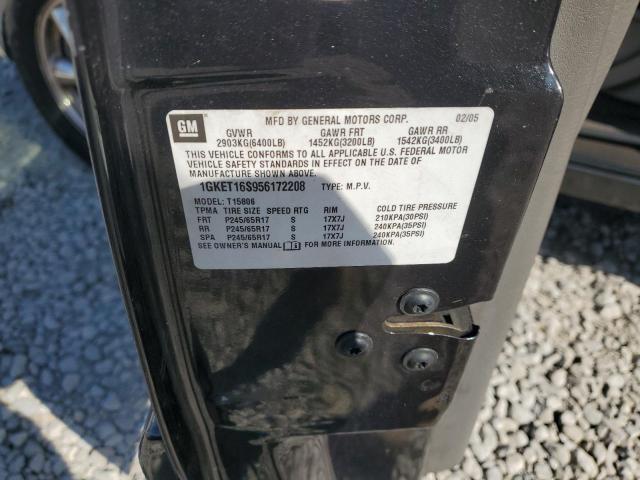 GM MFD BY GENERAL MOTORS CORP. 02/05
GVWR GAWR FRT GAWR RR
2903KG(6400LB) 1452KG(3200LB) 1542KG(3400LB)
THIS VEHICLE CONFORMS TO ALL APPLICABLE U.S. FEDERAL MOTOR
VEHICLE SAFETY STANDARDS IN EFFECT ON THE DATE OF
MANUFACTURE SHOWN ABOVE.
1GKET16S956172208 TYPE: M.P.V.
MODEL: T15806
TPMA TIRE SIZE SPEED RTG RIM COLD TIRE PRESSURE
FRT P245/65R17 S 17X7J 210KPA(30PSI)
RR P245/65R17 S 17X7J 240KPA(35PSI)
SPA P245/65R17 S 17X7J 240KPA(35PSI)
SEE OWNER'S MANUAL FOR MORE INFORMATION.